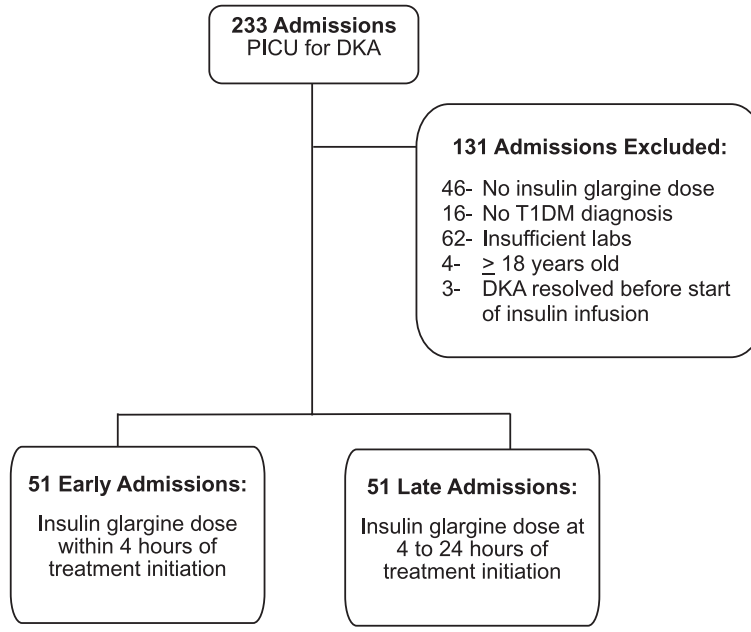 233 Admissions
PICU for DKA
131 Admissions Excluded:
46- No insulin glargine dose
16- No T1DM diagnosis
62- Insufficient labs
4- ≥ 18 years old
3- DKA resolved before start
of insulin infusion
51 Early Admissions:
Insulin glargine dose
within 4 hours of
treatment initiation
51 Late Admissions:
Insulin glargine dose at
4 to 24 hours of
treatment initiation